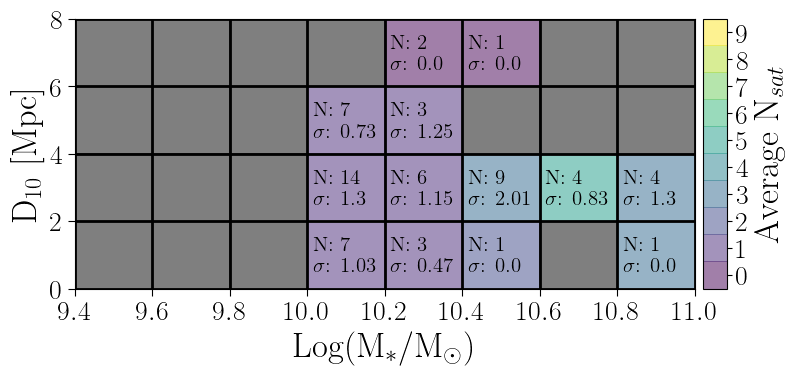 8
6
4
2
0
D₁₀ [Mpc]
N: 2
σ: 0.0
N: 1
σ: 0.0
N: 7
σ: 0.73
N: 3
σ: 1.25
N: 14
σ: 1.3
N: 6
σ: 1.15
N: 9
σ: 2.01
N: 4
σ: 0.83
N: 4
σ: 1.3
N: 7
σ: 1.03
N: 3
σ: 0.47
N: 1
σ: 0.0
N: 1
σ: 0.0
9.4 9.6 9.8 10.0 10.2 10.4 10.6 10.8 11.0
Log(M∗/M⊙)
9
8
7
6
5
4
3
2
1
0
Average N_sat